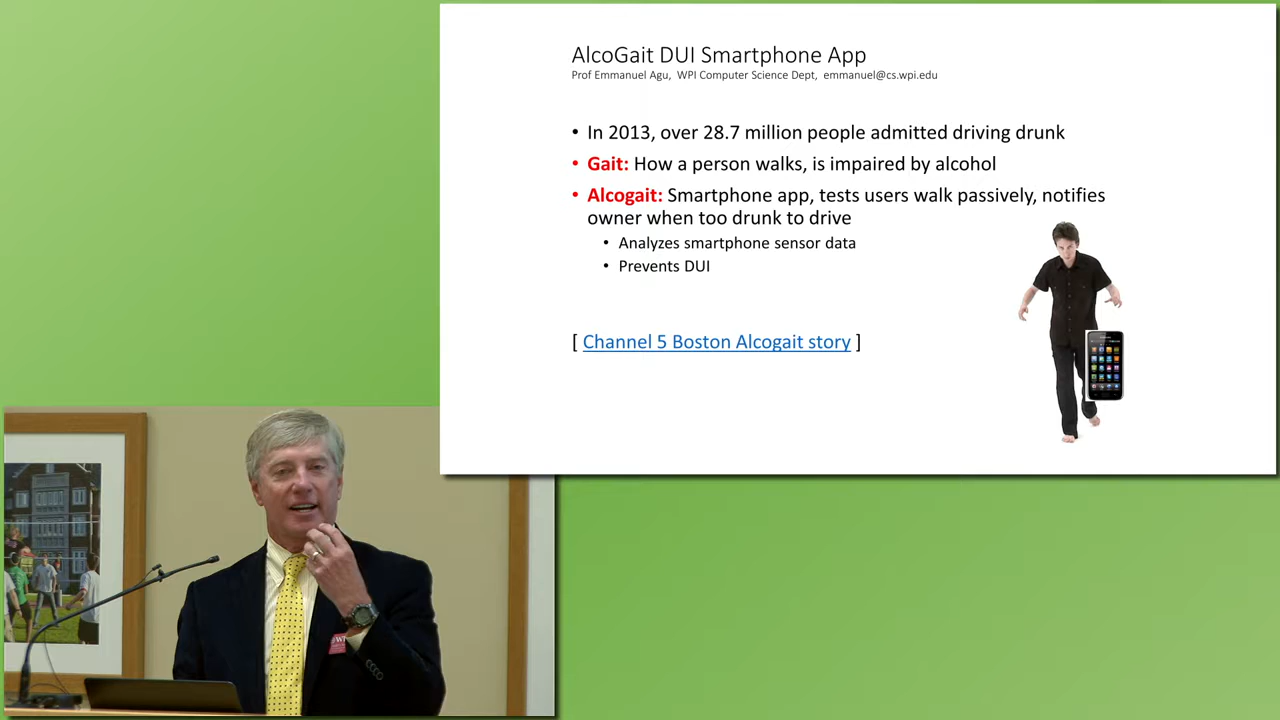 AlcoGait DUI Smartphone App
Prof Emmanuel Agu, WPI Computer Science Dept, emmanuel@cs.wpi.edu
• In 2013, over 28.7 million people admitted driving drunk
• Gait: How a person walks, is impaired by alcohol
• Alcogait: Smartphone app, tests users walk passively, notifies
owner when too drunk to drive
• Analyzes smartphone sensor data
• Prevents DUI
[ Channel 5 Boston Alcogait story ]